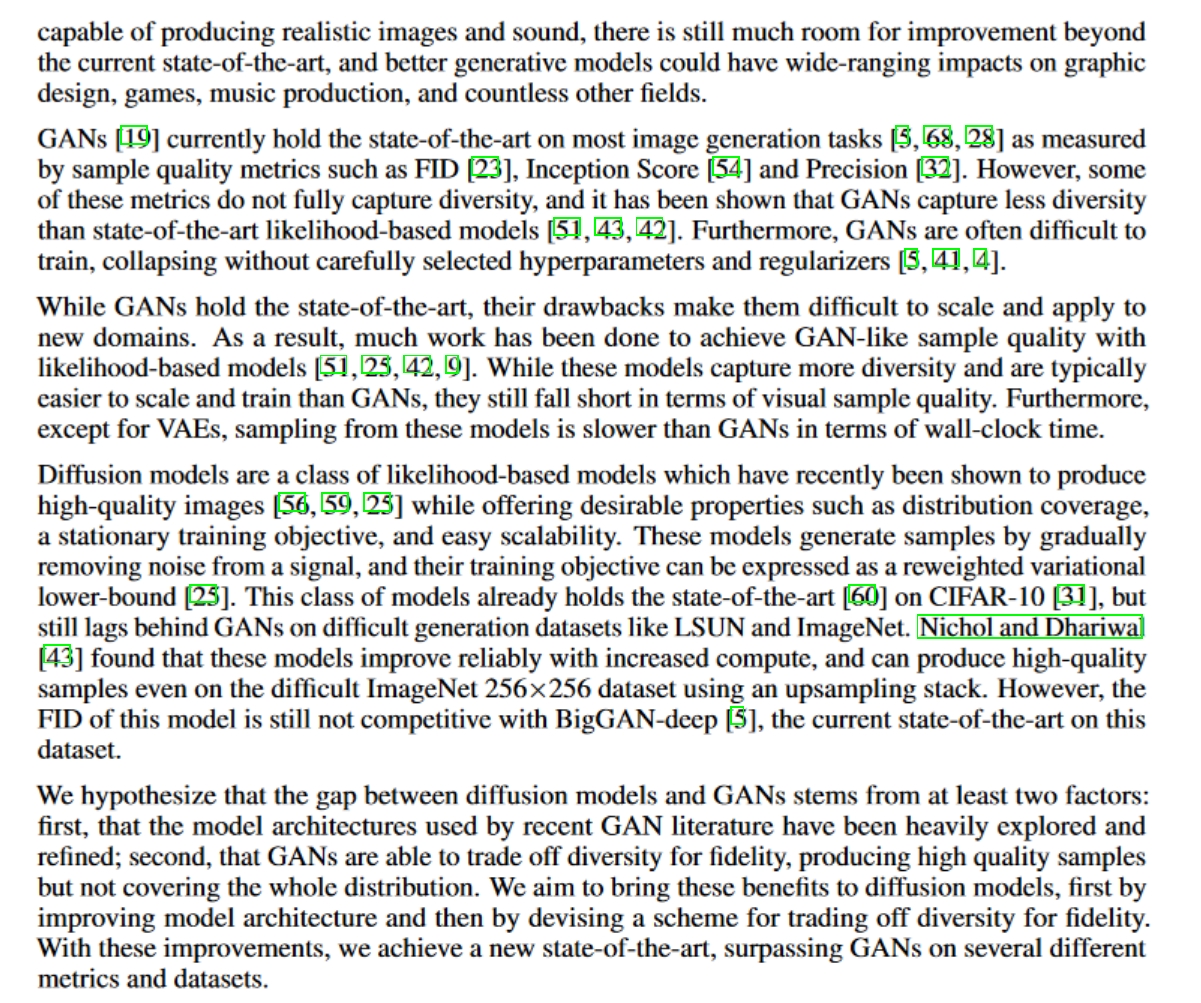 capable of producing realistic images and sound, there is still much room for improvement beyond
the current state-of-the-art, and better generative models could have wide-ranging impacts on graphic
design, games, music production, and countless other fields.
GANs [19] currently hold the state-of-the-art on most image generation tasks [5, 68, 28] as measured
by sample quality metrics such as FID [23], Inception Score [54] and Precision [32]. However, some
of these metrics do not fully capture diversity, and it has been shown that GANs capture less diversity
than state-of-the-art likelihood-based models [51, 43, 42]. Furthermore, GANs are often difficult to
train, collapsing without carefully selected hyperparameters and regularizers [5, 41, 4].
While GANs hold the state-of-the-art, their drawbacks make them difficult to scale and apply to
new domains. As a result, much work has been done to achieve GAN-like sample quality with
likelihood-based models [51, 25, 42, 9]. While these models capture more diversity and are typically
easier to scale and train than GANs, they still fall short in terms of visual sample quality. Furthermore,
except for VAEs, sampling from these models is slower than GANs in terms of wall-clock time.
Diffusion models are a class of likelihood-based models which have recently been shown to produce
high-quality images [56, 59, 25] while offering desirable properties such as distribution coverage,
a stationary training objective, and easy scalability. These models generate samples by gradually
removing noise from a signal, and their training objective can be expressed as a reweighted variational
lower-bound [25]. This class of models already holds the state-of-the-art [60] on CIFAR-10 [31], but
still lags behind GANs on difficult generation datasets like LSUN and ImageNet. Nichol and Dhariwal
[43] found that these models improve reliably with increased compute, and can produce high-quality
samples even on the difficult ImageNet 256×256 dataset using an upsampling stack. However, the
FID of this model is still not competitive with BigGAN-deep [5], the current state-of-the-art on this
dataset.
We hypothesize that the gap between diffusion models and GANs stems from at least two factors:
first, that the model architectures used by recent GAN literature have been heavily explored and
refined; second, that GANs are able to trade off diversity for fidelity, producing high quality samples
but not covering the whole distribution. We aim to bring these benefits to diffusion models, first by
improving model architecture and then by devising a scheme for trading off diversity for fidelity.
With these improvements, we achieve a new state-of-the-art, surpassing GANs on several different
metrics and datasets.